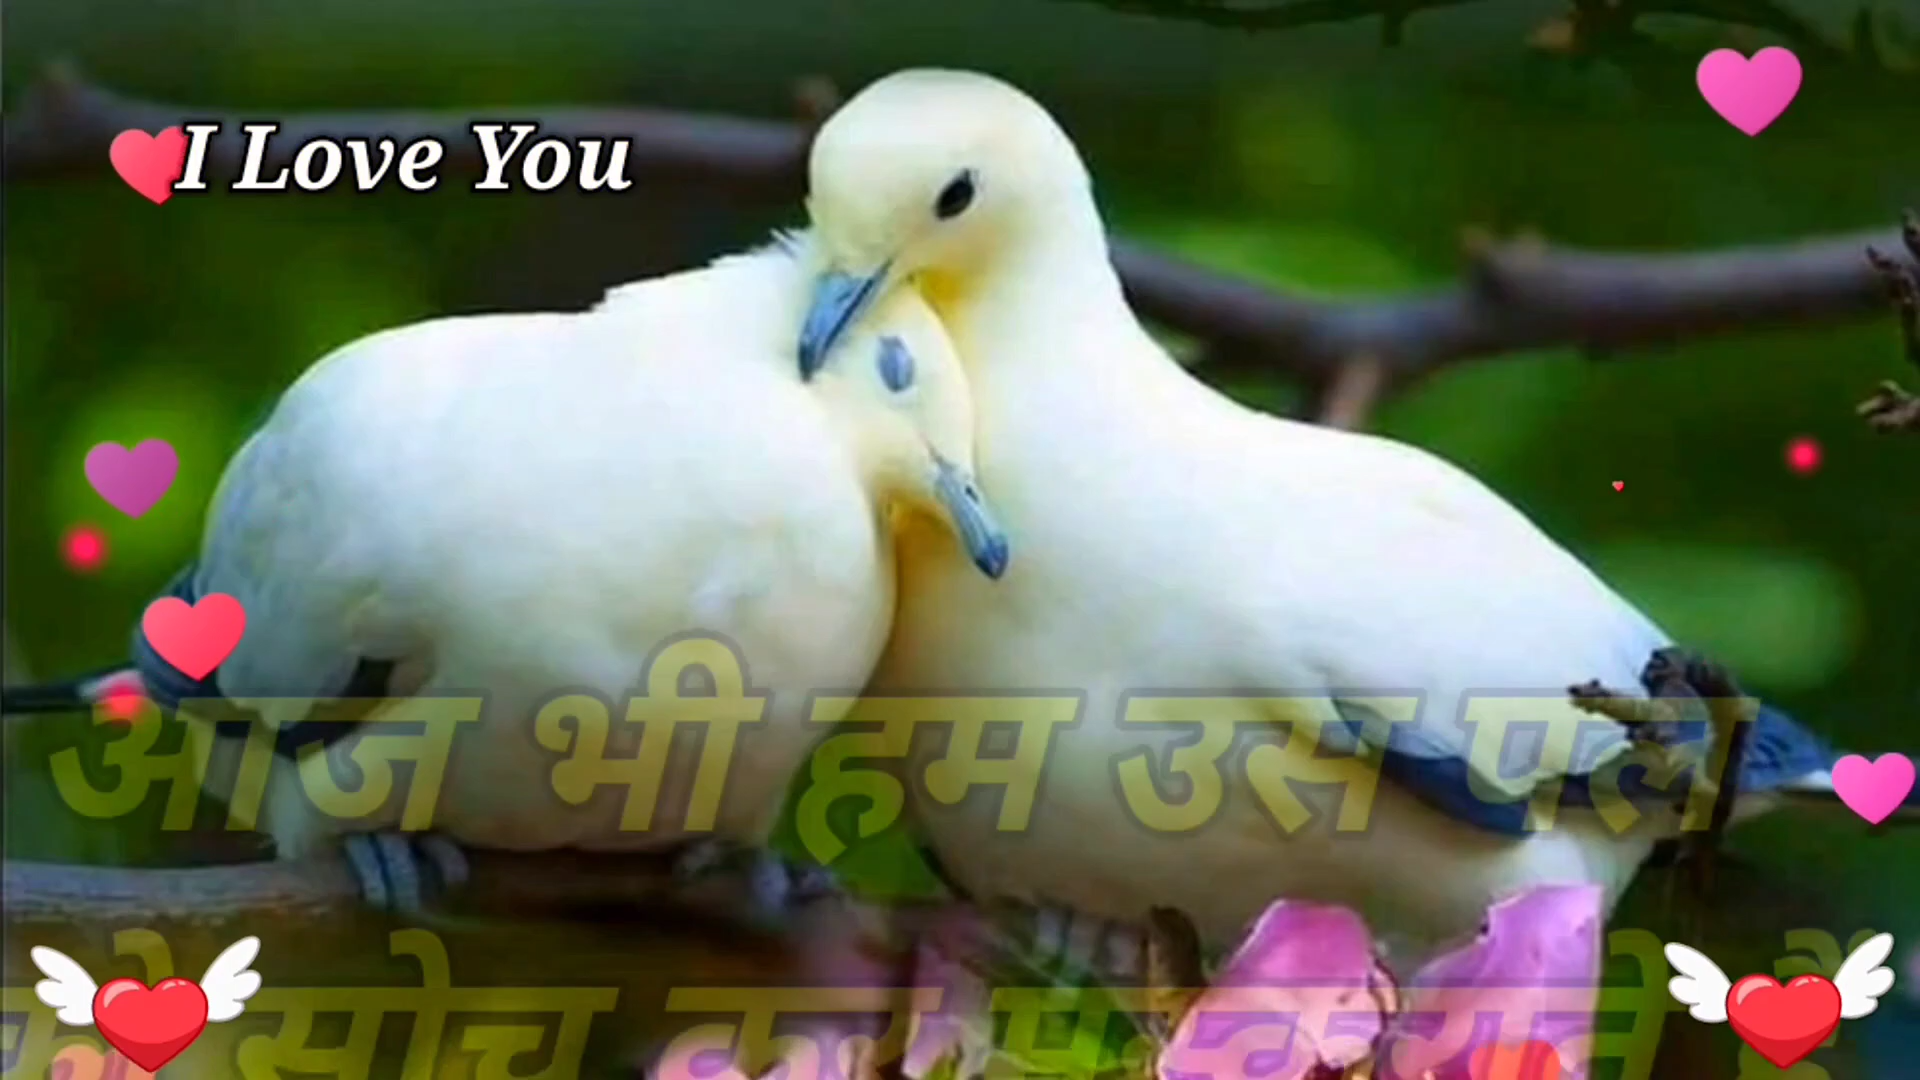 I Love You
आज भी हम उस पल
को सोच कर मुस्कुराते हैं